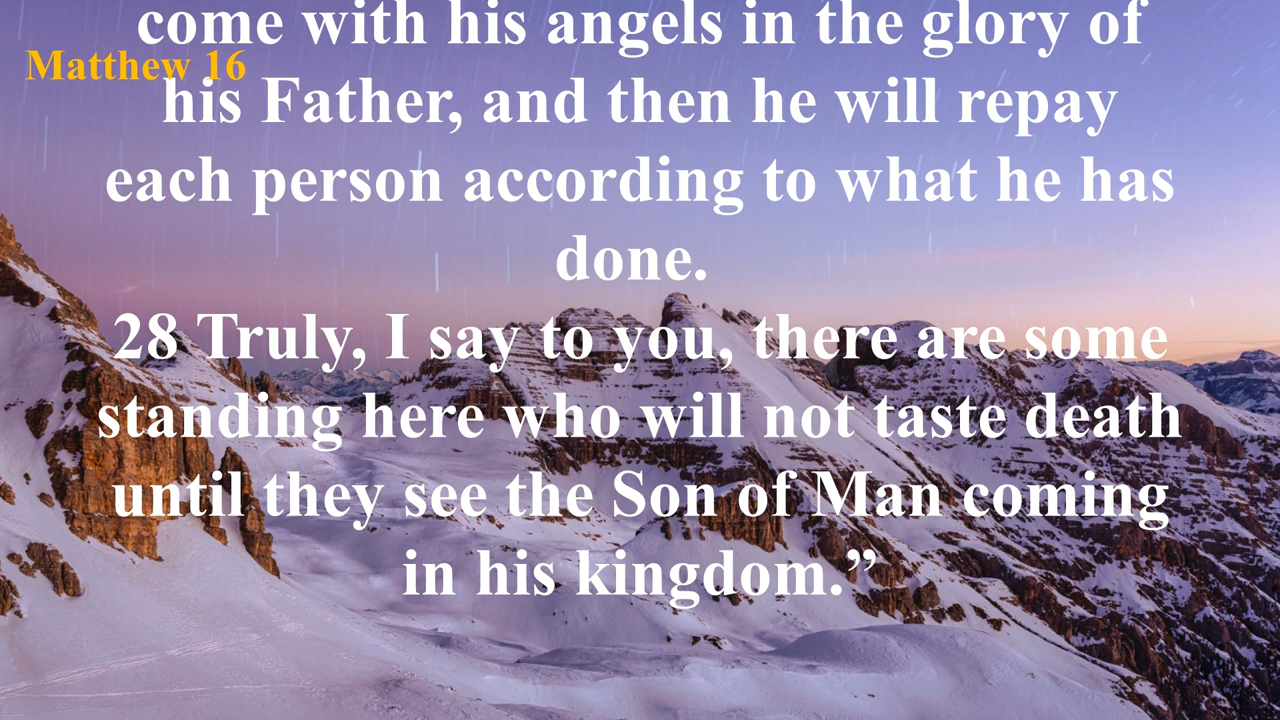 come with his angels in the glory of
Matthew 16
his Father, and then he will repay
each person according to what he has
done.
28 Truly, I say to you, there are some
standing here who will not taste death
until they see the Son of Man coming
in his kingdom.”